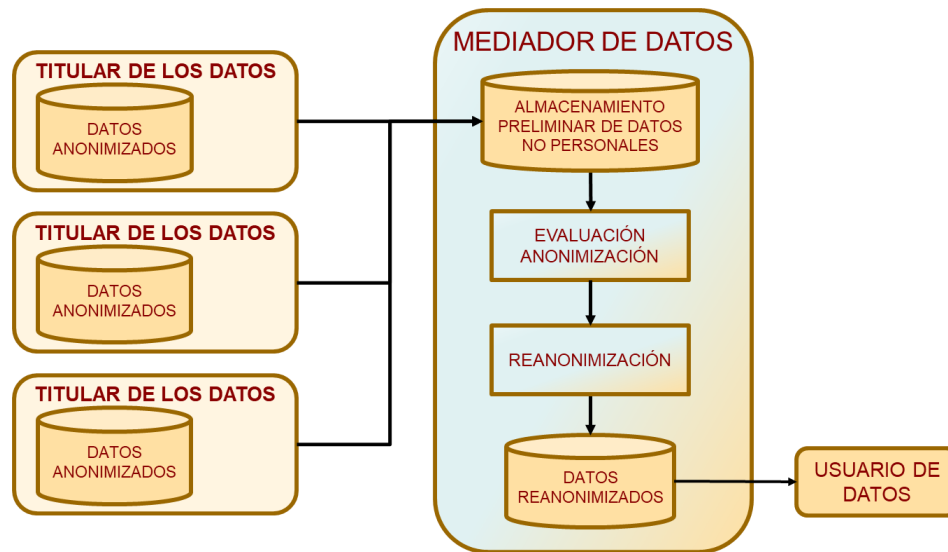 TITULAR DE LOS DATOS
DATOS
ANONIMIZADOS
TITULAR DE LOS DATOS
DATOS
ANONIMIZADOS
TITULAR DE LOS DATOS
DATOS
ANONIMIZADOS
MEDIADOR DE DATOS
ALMACENAMIENTO
PRELIMINAR DE DATOS
NO PERSONALES
EVALUACIÓN
ANONIMIZACIÓN
REANONIMIZACIÓN
DATOS
REANONIMIZADOS
USUARIO DE
DATOS